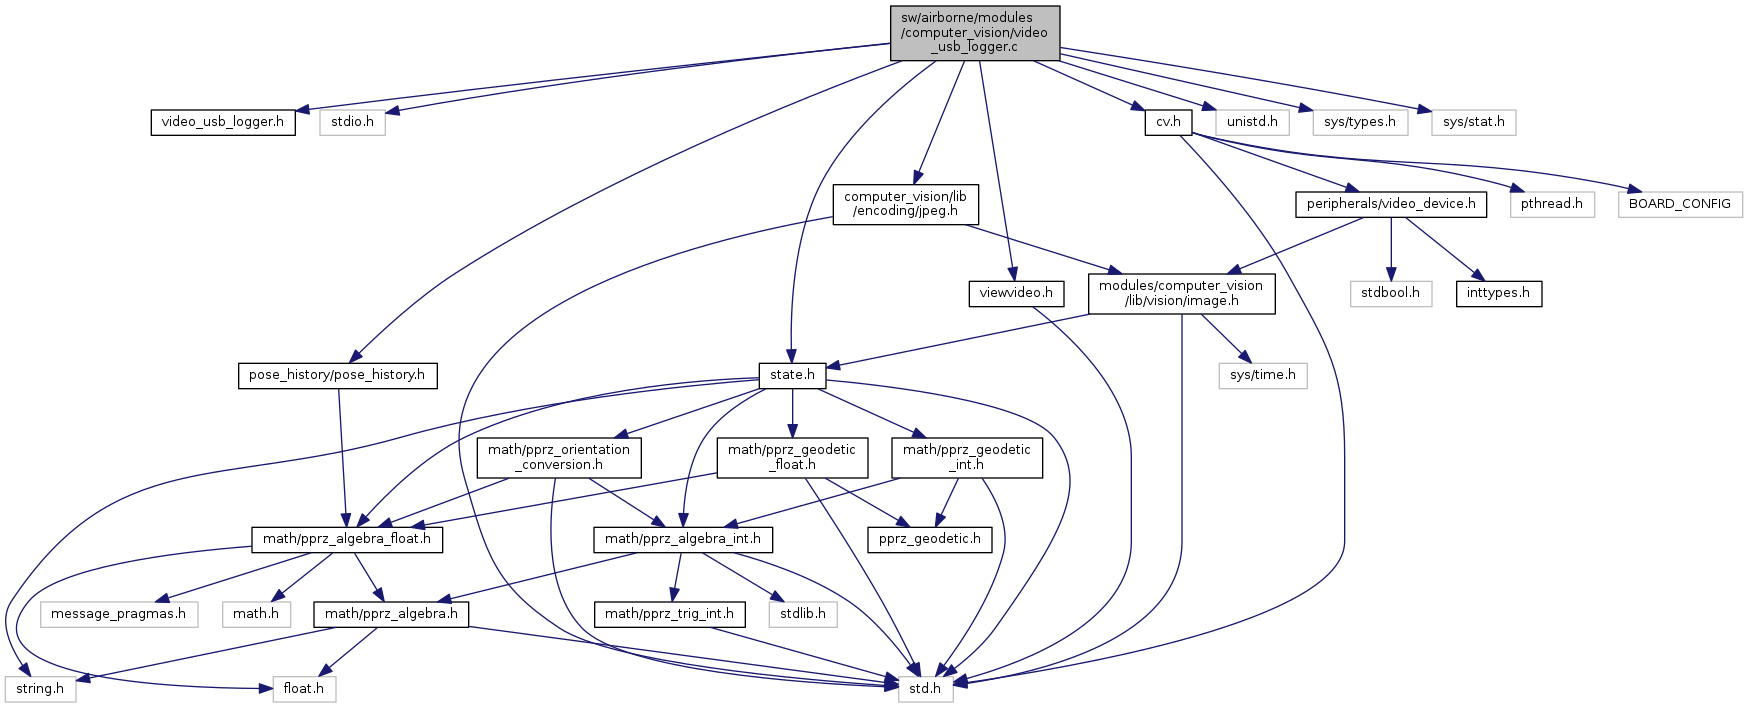 sw/airborne/modules
/computer_vision/video
_usb_logger.c
video_usb_logger.h
stdio.h
cv.h
unistd.h
sys/types.h
sys/stat.h
computer_vision/lib
/encoding/jpeg.h
peripherals/video_device.h
pthread.h
BOARD_CONFIG
viewvideo.h
modules/computer_vision
/lib/vision/image.h
stdbool.h
inttypes.h
pose_history/pose_history.h
state.h
sys/time.h
math/pprz_orientation
_conversion.h
math/pprz_geodetic
_float.h
math/pprz_geodetic
_int.h
math/pprz_algebra_float.h
math/pprz_algebra_int.h
pprz_geodetic.h
message_pragmas.h
math.h
math/pprz_algebra.h
math/pprz_trig_int.h
stdlib.h
string.h
float.h
std.h